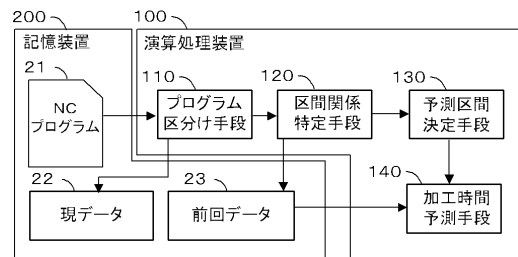 200
100
記憶装置
演算処理装置
21
110
120
130
NC
プログラム
プログラム
区分け手段
区間関係
特定手段
予測区間
決定手段
22
23
140
現データ
前回データ
加工時間
予測手段